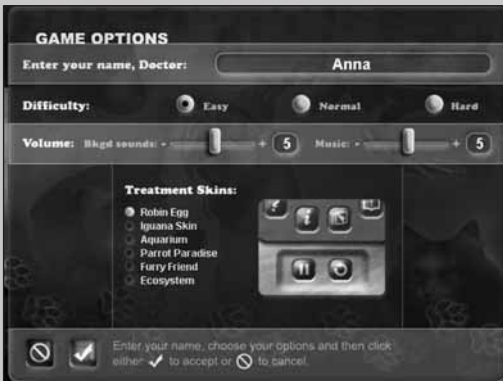 GAME OPTIONS
Enter your name, Doctor: Anna
Difficulty: Easy Normal Hard
Volume: Bkgd sounds: - + 5 Music: - + 5
Treatment Skins:
Robin Egg
Iguana Skin
Aquarium
Parrot Paradise
Furry Friend
Ecosystem
Enter your name, choose your options and then click
either to accept or to cancel.